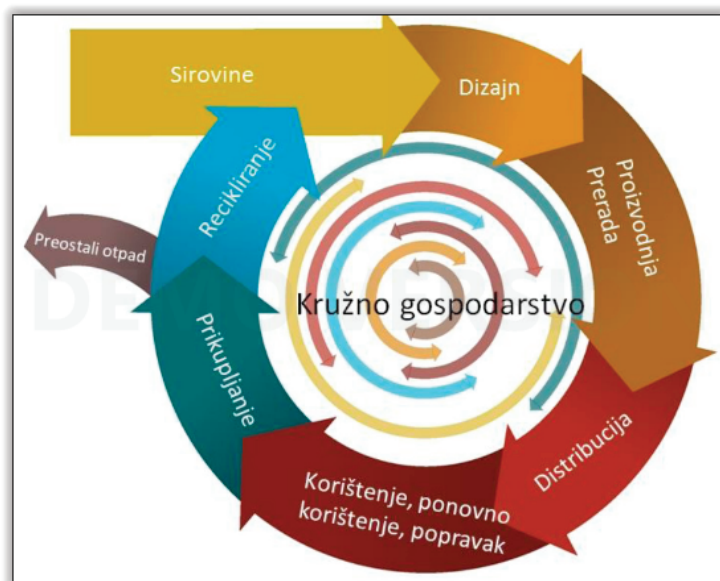 Sirovine
Dizajn
Proizvodnja
Prerada
Distribucija
Korištenje, ponovno
korištenje, popravak
Prikupljanje
Recikliranje
Preostali otpad
Kružno gospodarstvo